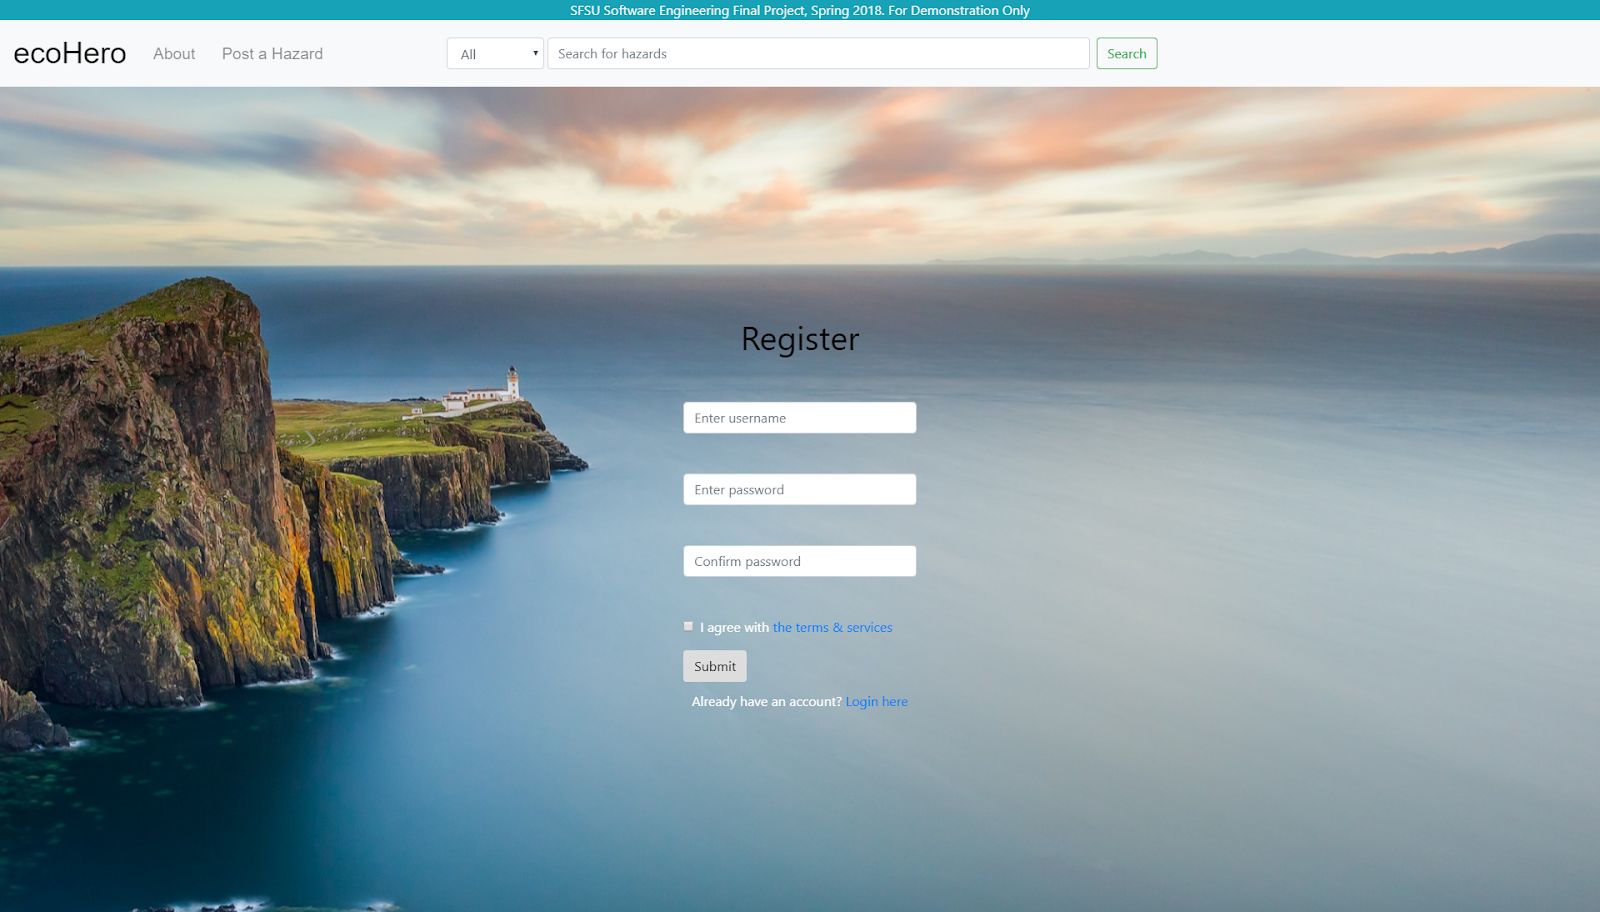 SFSU Software Engineering Final Project, Spring 2018. For Demonstration Only
ecoHero About Post a Hazard All Search for hazards Search
Register
Enter username
Enter password
Confirm password
I agree with the terms & services
Submit
Already have an account? Login here